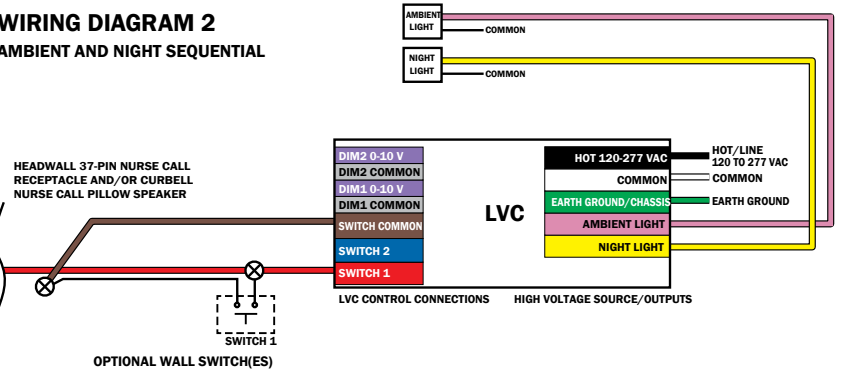 WIRING DIAGRAM 2
AMBIENT AND NIGHT SEQUENTIAL
AMBIENT
LIGHT
COMMON
NIGHT
LIGHT
COMMON
HEADWALL 37-PIN NURSE CALL
RECEPTACLE AND/OR CURBELL
NURSE CALL PILLOW SPEAKER
DIM2 0-10 V
DIM2 COMMON
DIM1 0-10 V
DIM1 COMMON
SWITCH COMMON
SWITCH 2
SWITCH 1
LVC
HOT 120-277 VAC
COMMON
EARTH GROUND/CHASSIS
AMBIENT LIGHT
NIGHT LIGHT
HOT/LINE
120 TO 277 VAC
COMMON
EARTH GROUND
LVC CONTROL CONNECTIONS
HIGH VOLTAGE SOURCE/OUTPUTS
SWITCH 1
OPTIONAL WALL SWITCH(ES)